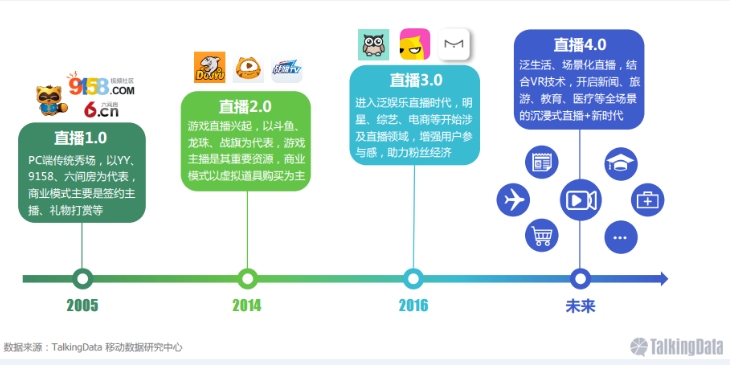 视频社区
9158.COM
六间房
6.cn
直播1.0
PC端传统秀场，以YY、
9158、六间房为代表，
商业模式主要是签约主
播、礼物打赏等
2005
DOUYU
直播2.0
游戏直播兴起，以斗鱼、
龙珠、战旗为代表，游戏
主播是其重要资源，商业
模式以虚拟道具购买为主
2014
战旗TV
直播3.0
进入泛娱乐直播时代，明
星、综艺、电商等开始涉
及直播领域，增强用户参
与感，助力粉丝经济
2016
直播4.0
泛生活、场景化直播，结
合VR技术，开启新闻、旅
游、教育、医疗等全场景
的沉浸式直播+新时代
未来
数据来源：TalkingData 移动数据研究中心
TalkingData